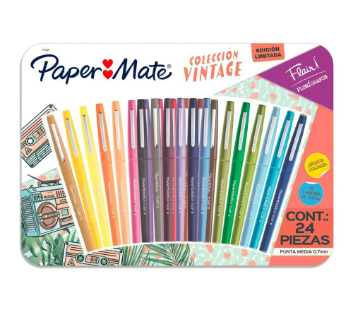 Paper Mate
COLECCIÓN
VINTAGE
EDICIÓN
LIMITADA
Flair!
CONT.:
24
PIEZAS
PUNTA MEDIA 0.7mm